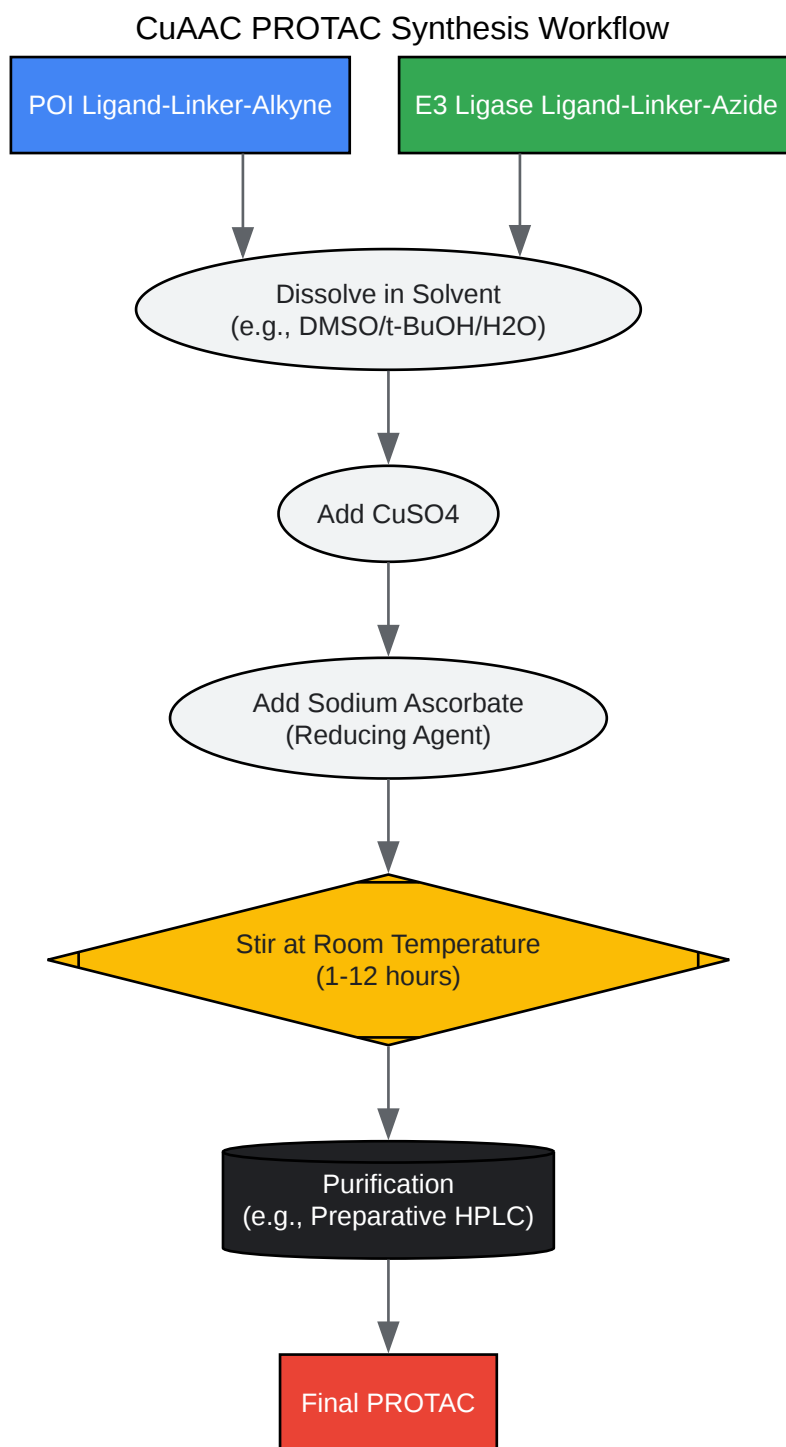 CuAAC PROTAC Synthesis Workflow
POI Ligand-Linker-Alkyne
E3 Ligase Ligand-Linker-Azide
Dissolve in Solvent
(e.g., DMSO/t-BuOH/H2O)
Add CuSO4
Add Sodium Ascorbate
(Reducing Agent)
Stir at Room Temperature
(1-12 hours)
Purification
(e.g., Preparative HPLC)
Final PROTAC